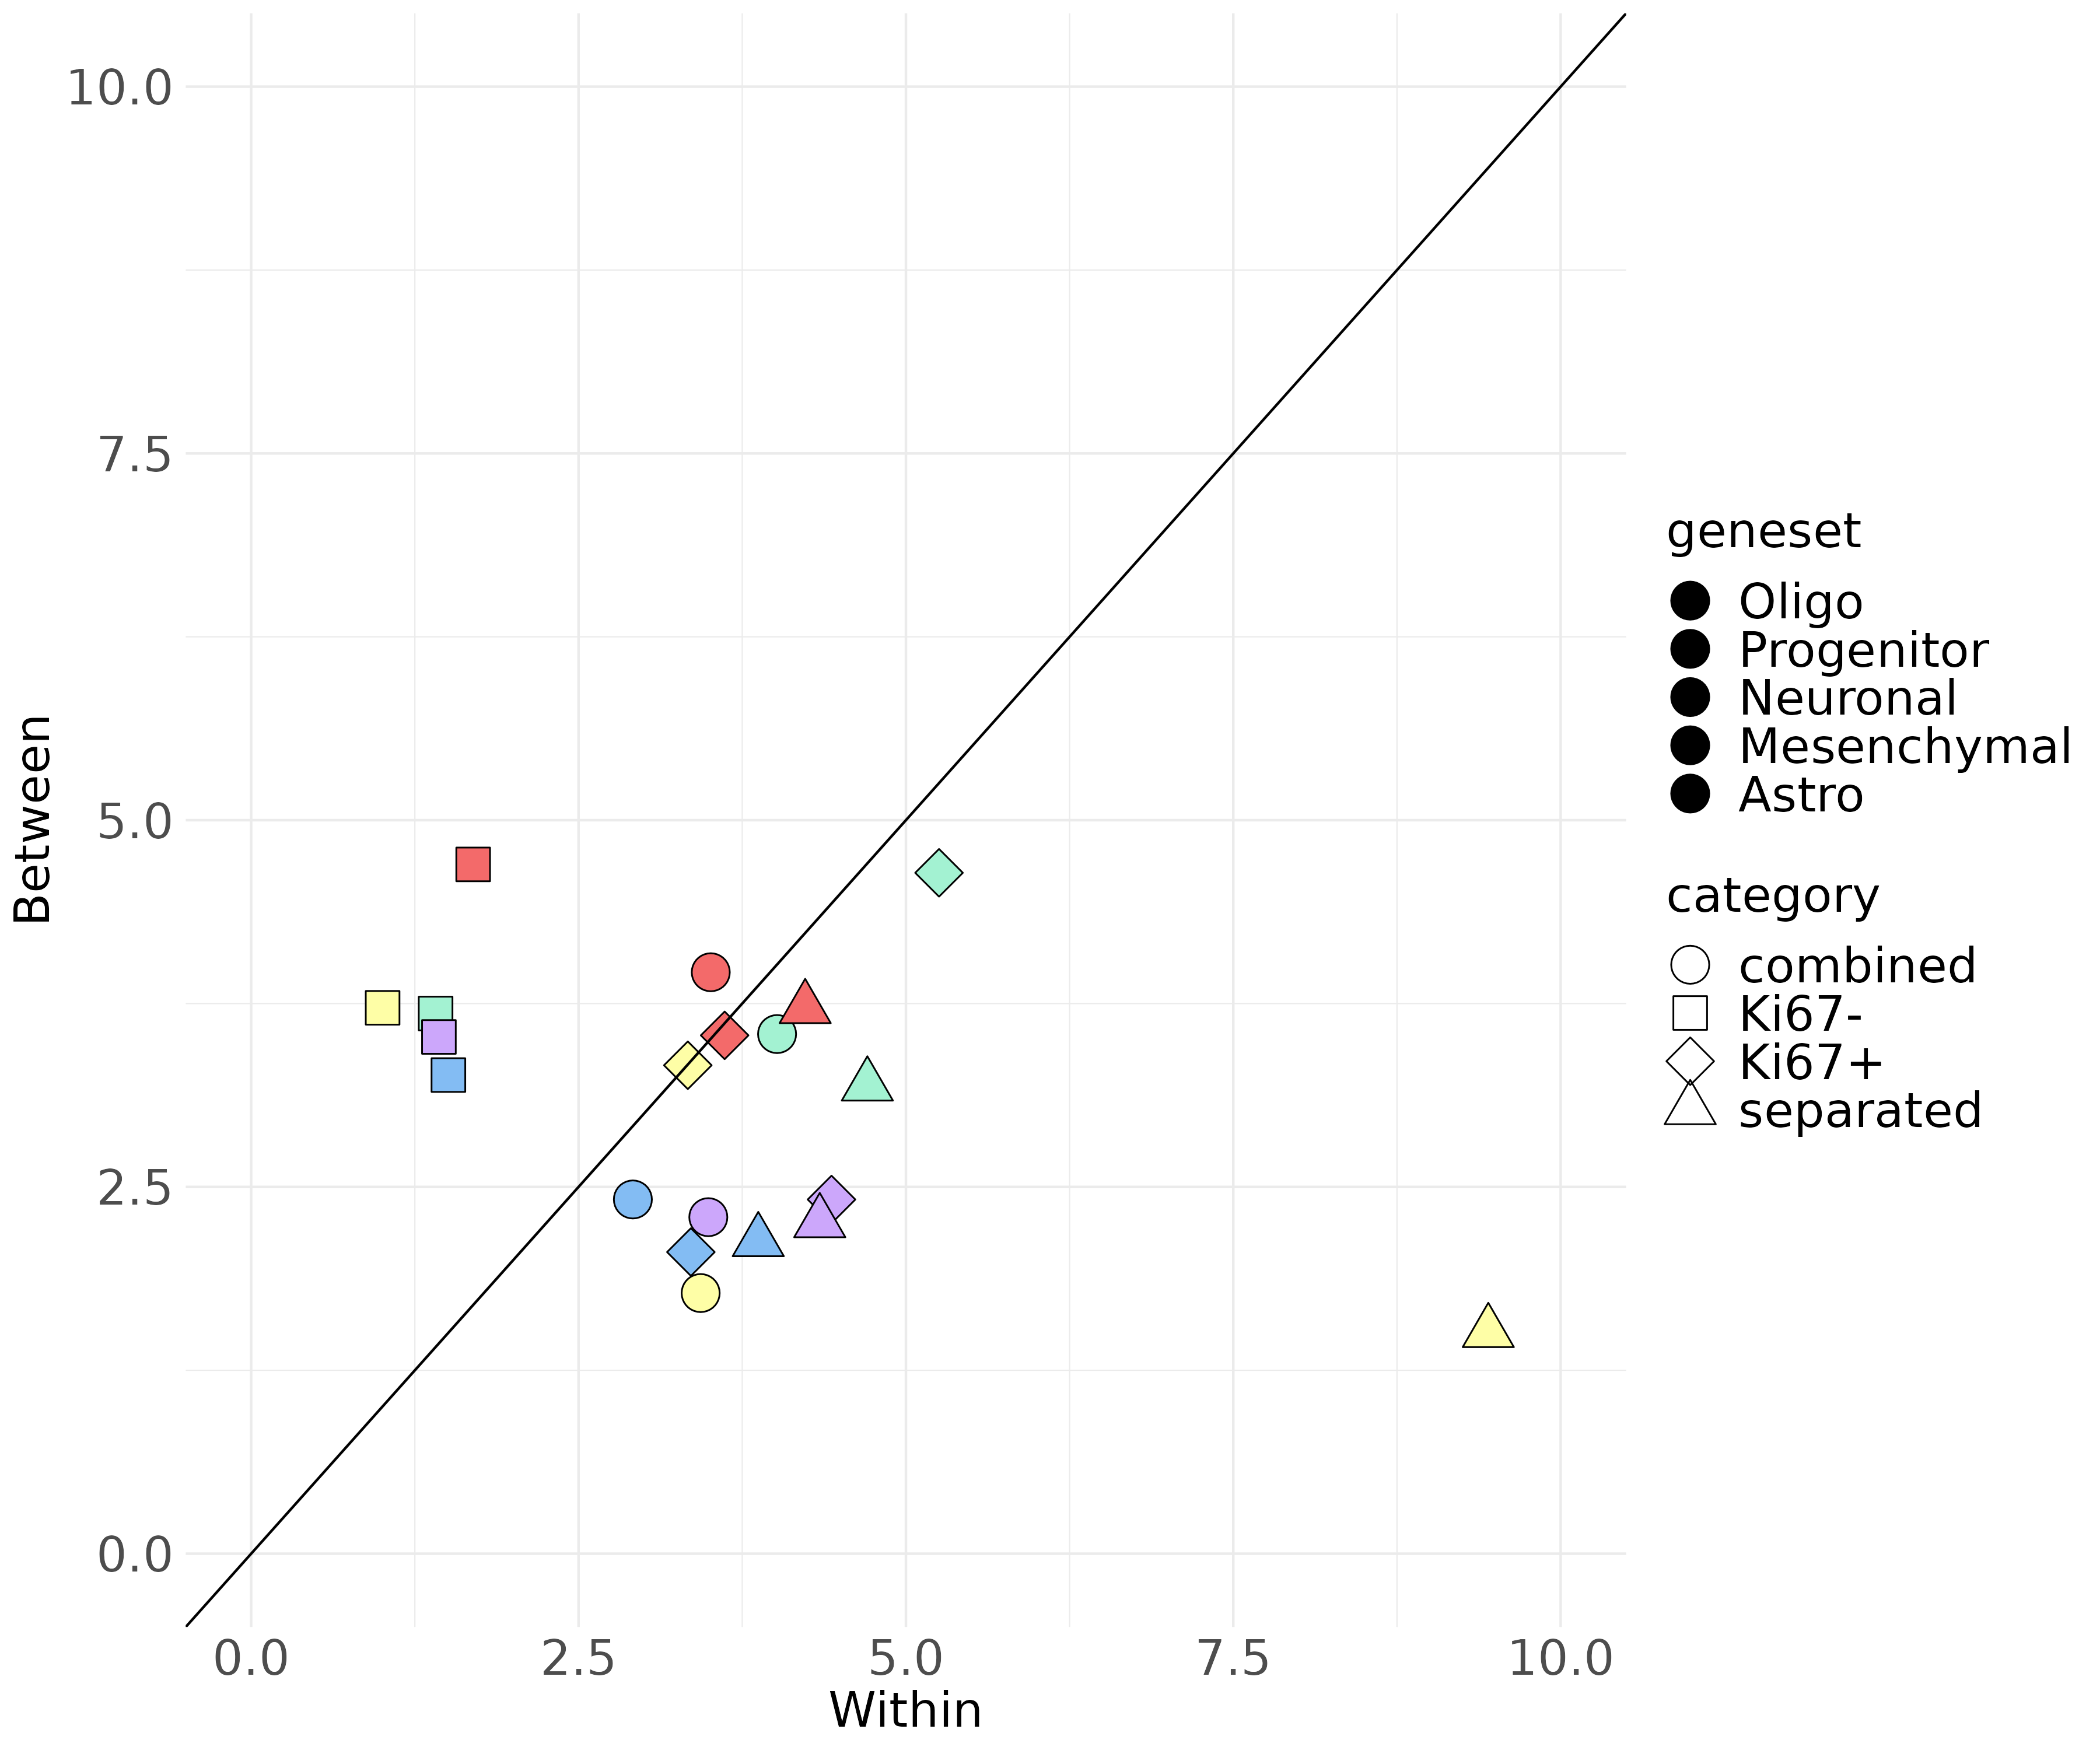 10.0
7.5
5.0
2.5
0.0
Between
0.0 2.5 5.0 7.5 10.0
Within
geneset
Oligo
Progenitor
Neuronal
Mesenchymal
Astro
category
combined
Ki67-
Ki67+
separated